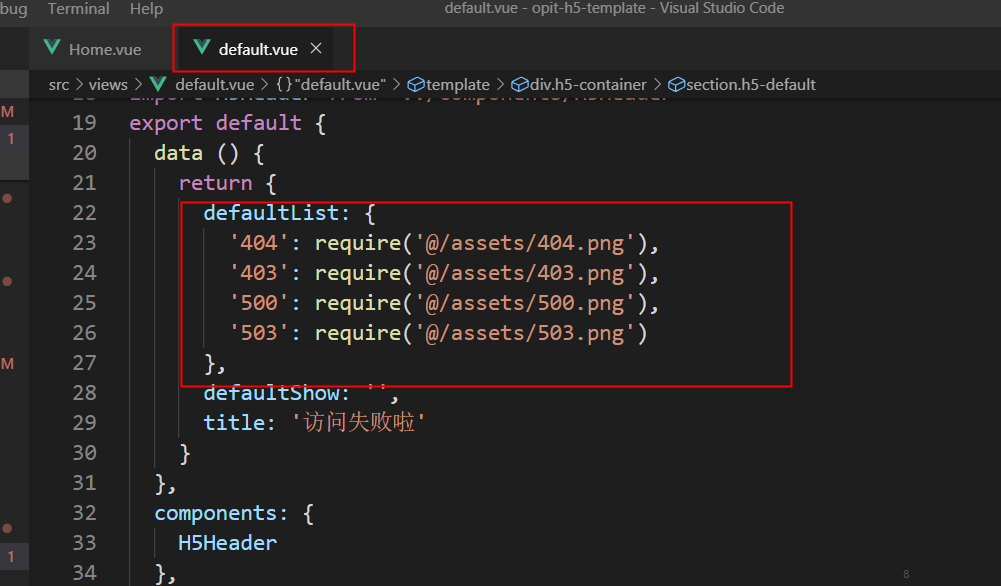 bug Terminal Help default.vue - opit-h5-template - Visual Studio Code
Home.vue default.vue ×
src > views > default.vue > {} "default.vue" > template > div.h5-container > section.h5-default
M
1
M
1
19 export default {
20 data () {
21 return {
22 defaultList: {
23 '404': require('@/assets/404.png'),
24 '403': require('@/assets/403.png'),
25 '500': require('@/assets/500.png'),
26 '503': require('@/assets/503.png')
27 },
28 defaultShow: '',
29 title: '访问失败啦'
30 }
31 },
32 components: {
33 H5Header
34 },
8